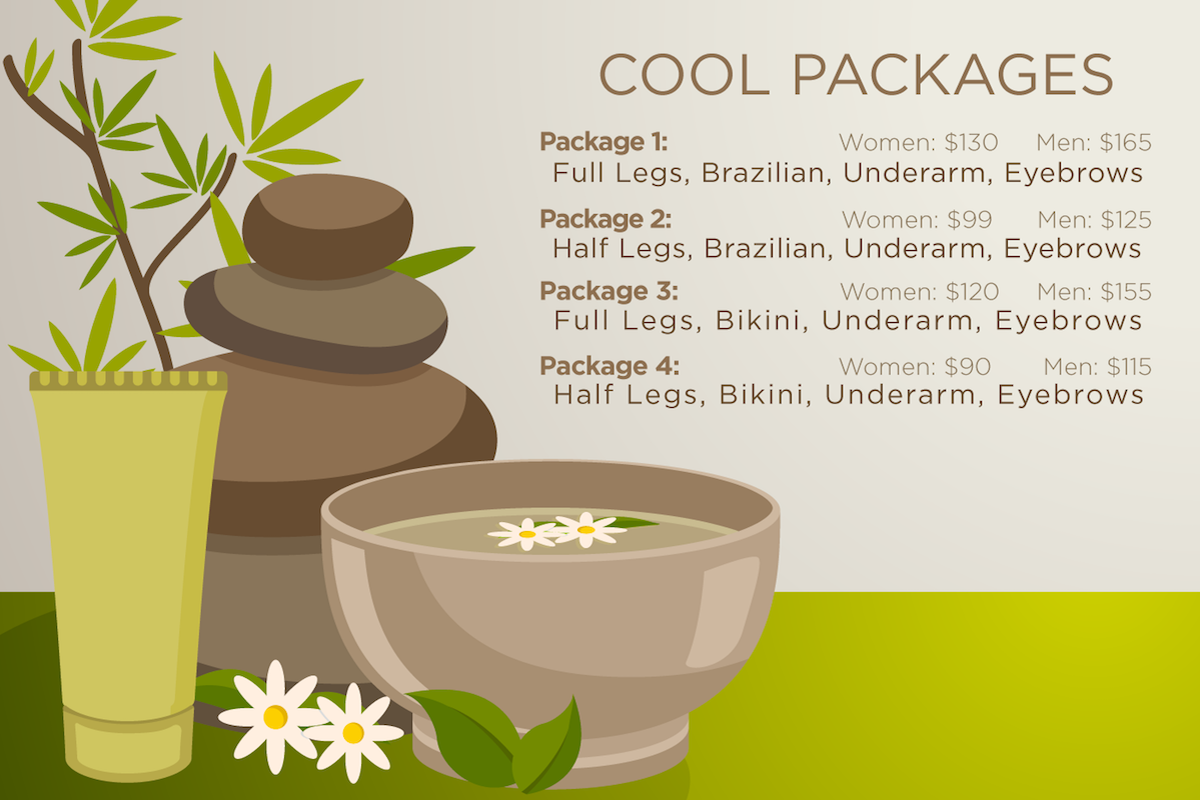 COOL PACKAGES
Package 1: Women: $130 Men: $165
Full Legs, Brazilian, Underarm, Eyebrows
Package 2: Women: $99 Men: $125
Half Legs, Brazilian, Underarm, Eyebrows
Package 3: Women: $120 Men: $155
Full Legs, Bikini, Underarm, Eyebrows
Package 4: Women: $90 Men: $115
Half Legs, Bikini, Underarm, Eyebrows